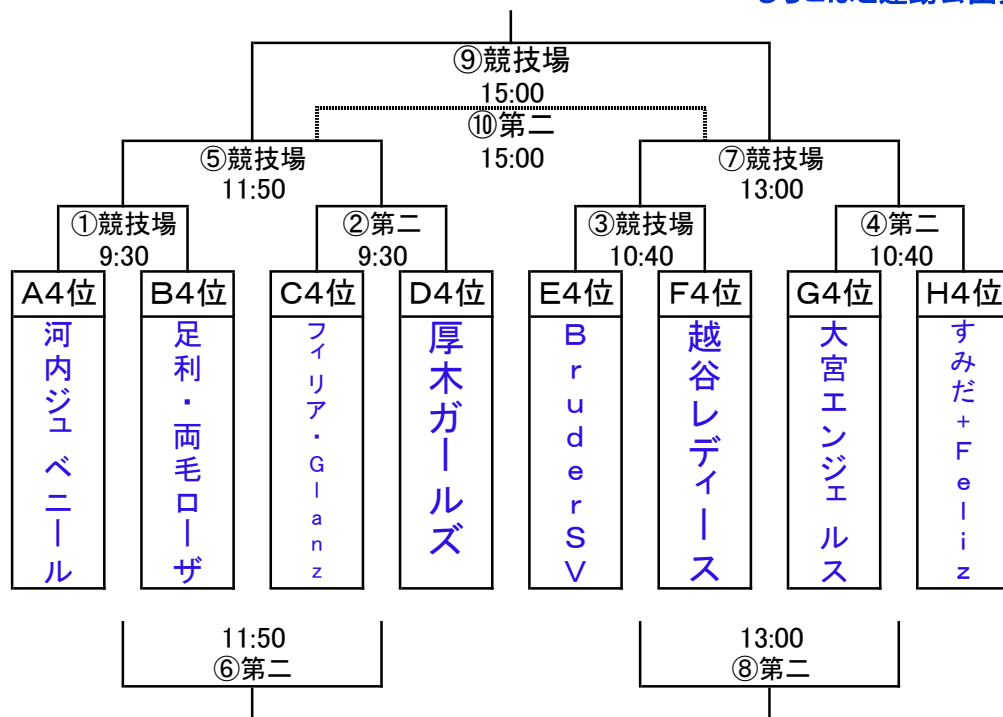 ⑨競技場
15:00
⑩第二
15:00
⑤競技場
11:50
⑦競技場
13:00
①競技場
9:30
②第二
9:30
③競技場
10:40
④第二
10:40
A4位
B4位
C4位
D4位
E4位
F4位
G4位
H4位
河内ジュベニール
足利・両毛ローザ
フィリア・Glanz
厚木ガールズ
BruderSV
越谷レディース
大宮エンジェルス
すみだ+Feliz
11:50
⑥第二
13:00
⑧第二